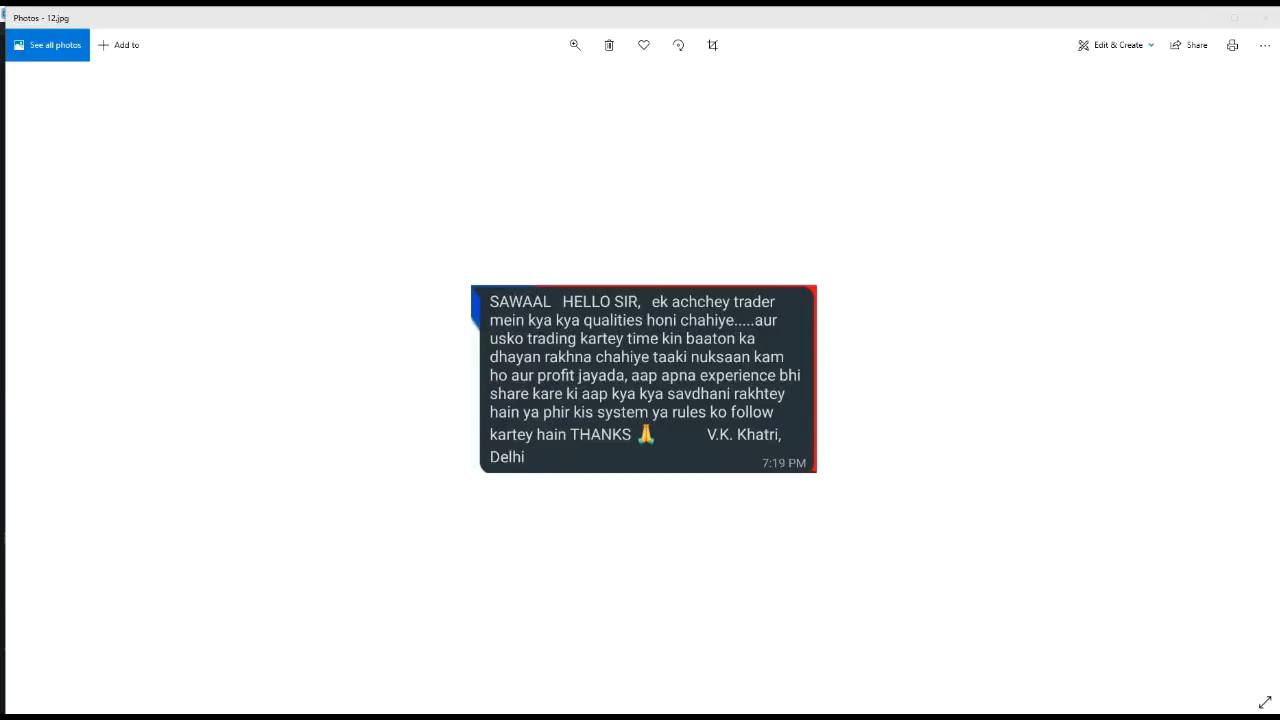 Photos - 12.jpg
See all photos
Add to
Edit & Create
Share
SAWAAL HELLO SIR, ek achchey trader
mein kya kya qualities honi chahiye.....aur
usko trading kartey time kin baaton ka
dhayan rakhna chahiye taaki nuksaan kam
ho aur profit jayada, aap apna experience bhi
share kare ki aap kya kya savdhani rakhtey
hain ya phir kis system ya rules ko follow
kartey hain THANKS 🙏 V.K. Khatri,
Delhi
7:19 PM